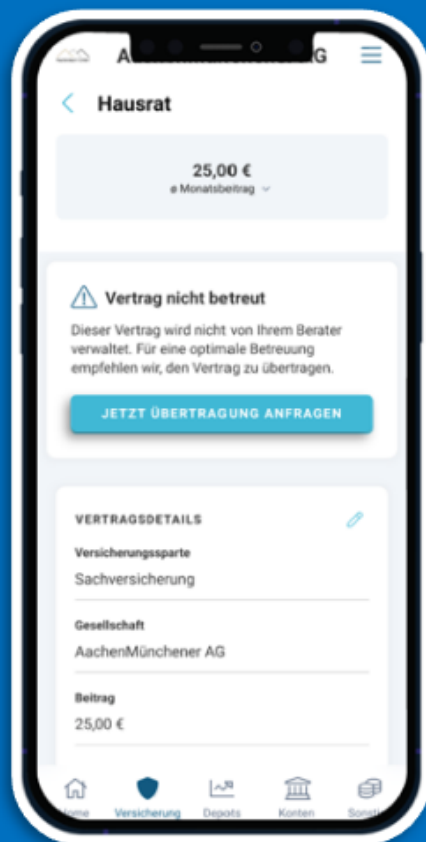 A G
Hausrat
25,00 €
ø Monatsbeitrag
Vertrag nicht betreut
Dieser Vertrag wird nicht von Ihrem Berater
verwaltet. Für eine optimale Betreuung
empfehlen wir, den Vertrag zu übertragen.
JETZT ÜBERTRAGUNG ANFRAGEN
VERTRAGSDETAILS
Versicherungssparte
Sachversicherung
Gesellschaft
AachenMünchener AG
Beitrag
25,00 €
Home Versicherung Depots Konten Sonsti